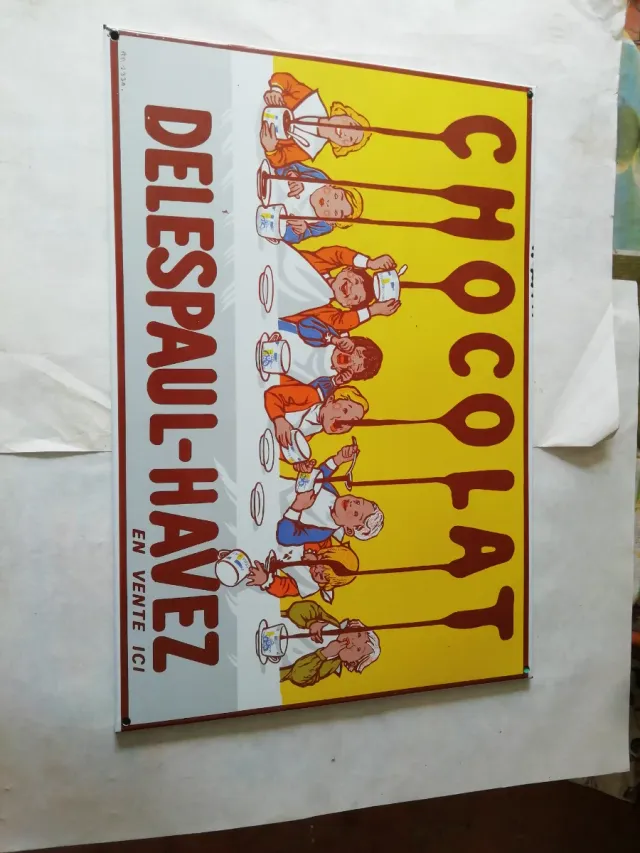 CHOCOLAT
DELESPAUL-HAVEZ
EN VENTE ICI